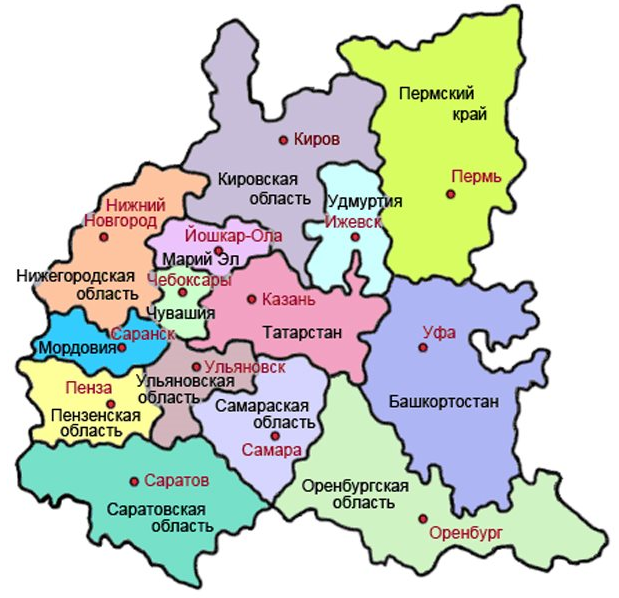 Пермский
край
Киров
Пермь
Кировская
область
Удмуртия
Ижевск
Нижний
Новгород
Йошкар-Ола
Марий Эл
Нижегородская
область
Чебоксары
Чувашия
Казань
Татарстан
Уфа
Башкортостан
Саранск
Мордовия
Ульяновск
Ульяновская
область
Пенза
Пензенская
область
Самараская
область
Самара
Саратов
Саратовская
область
Оренбургская
область
Оренбург